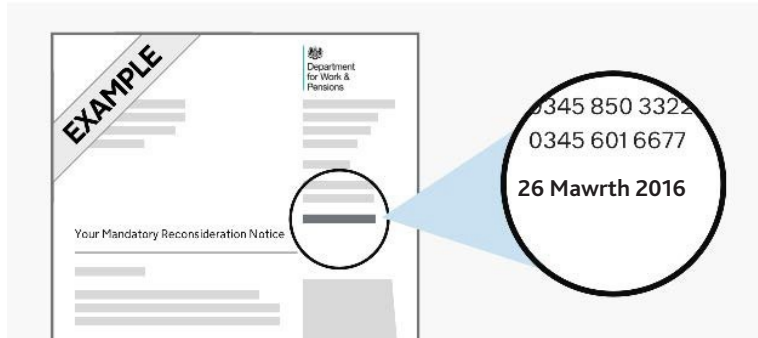 EXAMPLE
Department
for Work &
Pensions
Your Mandatory Reconsideration Notice
0345 850 3322
0345 601 6677
26 Mawrth 2016